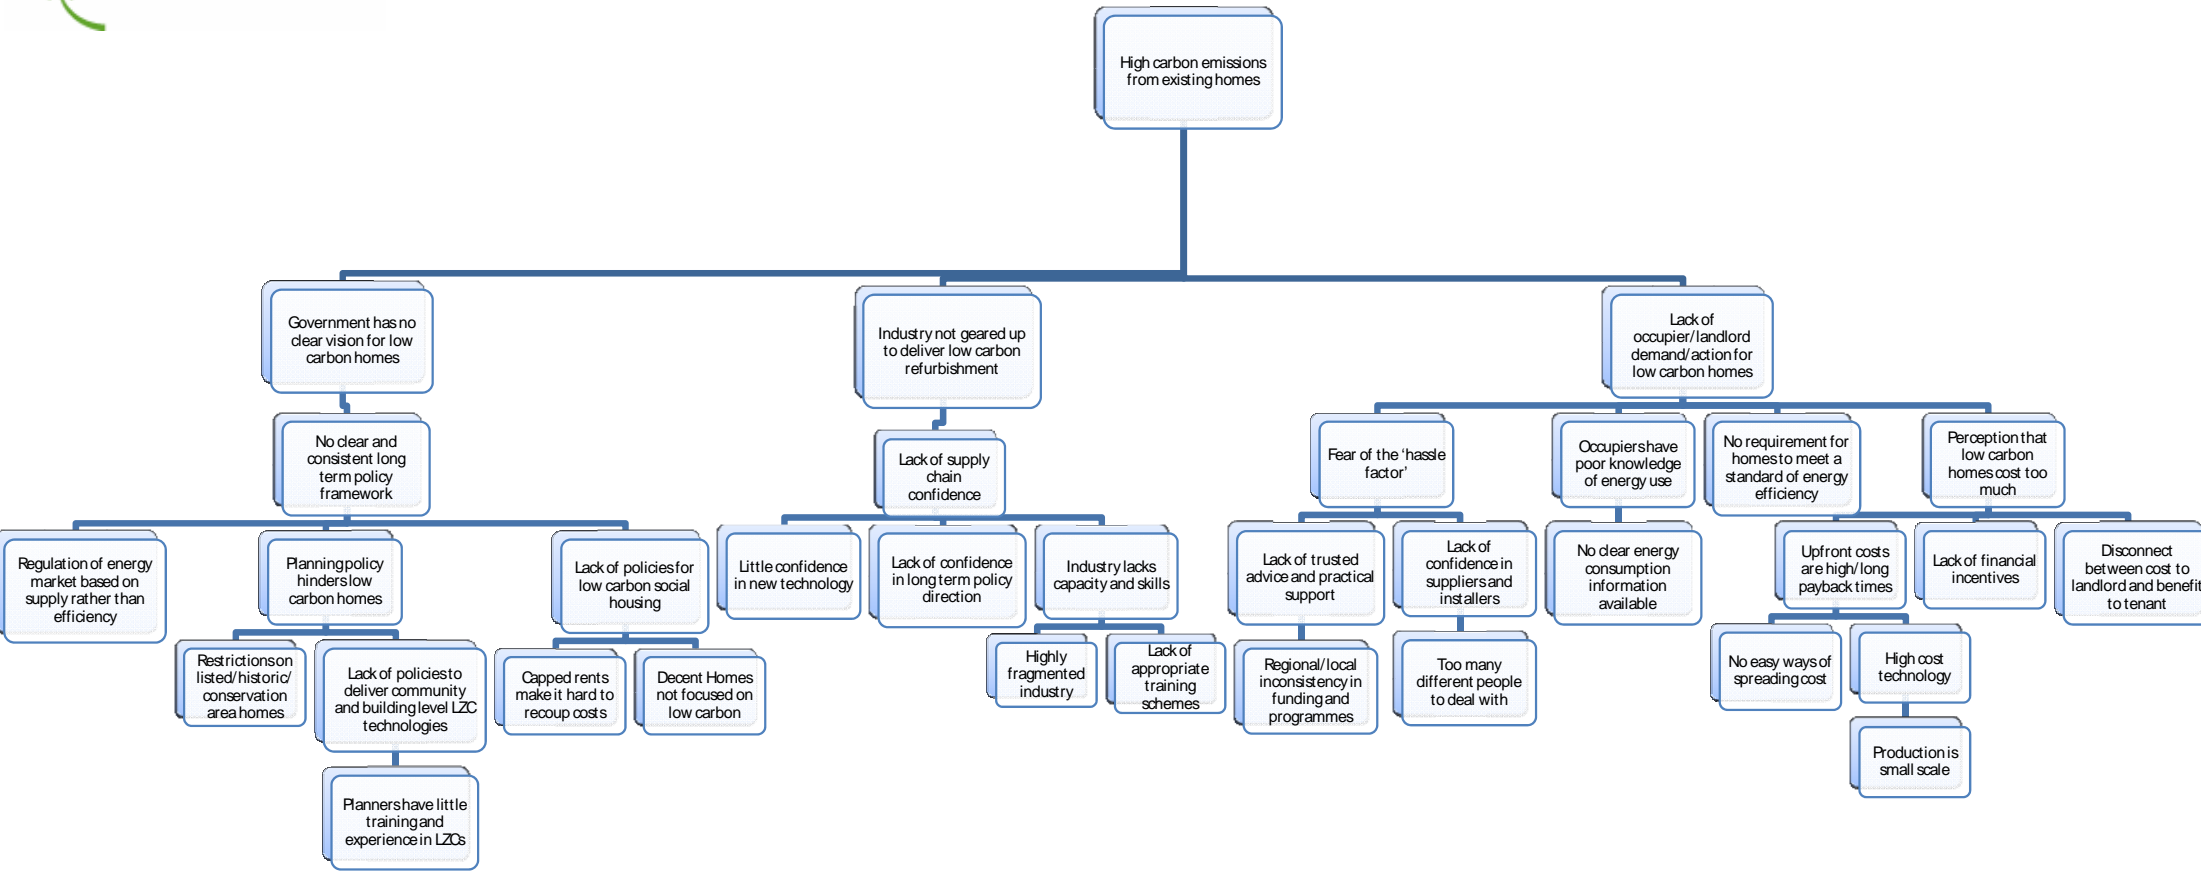 High carbon emissions
from existing homes
Government has no
clear vision for low
carbon homes
Industry not geared up
to deliver low carbon
refurbishment
Lack of
occupier/landlord
demand/action for
low carbon homes
No clear and
consistent long
term policy
framework
Lack of supply
chain
confidence
Fear of the ‘hassle
factor’
Occupiers have
poor knowledge
of energy use
No requirement for
homes to meet a
standard of energy
efficiency
Perception that
low carbon
homes cost too
much
Regulation of energy
market based on
supply rather than
efficiency
Planning policy
hinders low
carbon homes
Lack of policies for
low carbon social
housing
Little confidence
in new technology
Lack of confidence
in long term policy
direction
Industry lacks
capacity and skills
Lack of trusted
advice and practical
support
Lack of
confidence in
suppliers and
installers
No clear energy
consumption
information
available
Upfront costs
are high/long
payback times
Lack of financial
incentives
Disconnect
between cost to
landlord and benefit
to tenant
Restrictions on
listed/historic/
conservation
area homes
Lack of policies to
deliver community
and building level LZC
technologies
Capped rents
make it hard to
recoup costs
Decent Homes
not focused on
low carbon
Highly
fragmented
industry
Lack of
appropriate
training
schemes
Regional/local
inconsistency in
funding and
programmes
Too many
different people
to deal with
No easy ways of
spreading cost
High cost
technology
Planners have little
training and
experience in LZCs
Production is
small scale